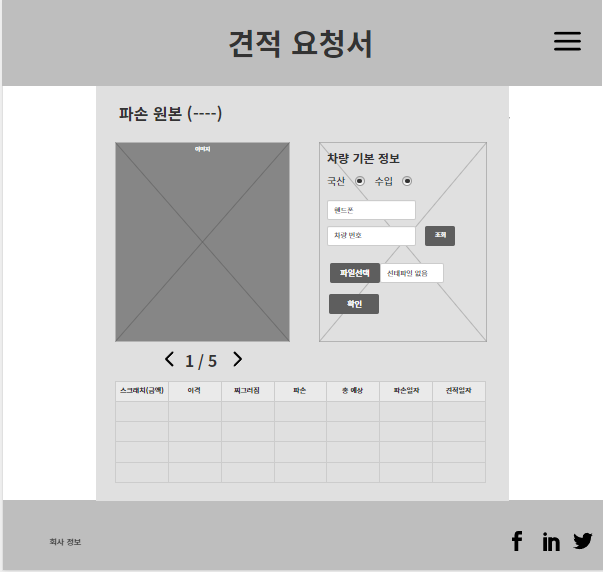 견적 요청서
파손 원본 (----)
이미지
차량 기본 정보
국산 수입
핸드폰
차량 번호 조회
파일선택 선태파일 없음
확인
1 / 5
스크래치(금액) 이격 찌그러짐 파손 총 예상 파손일자 견적일자
회사 정보